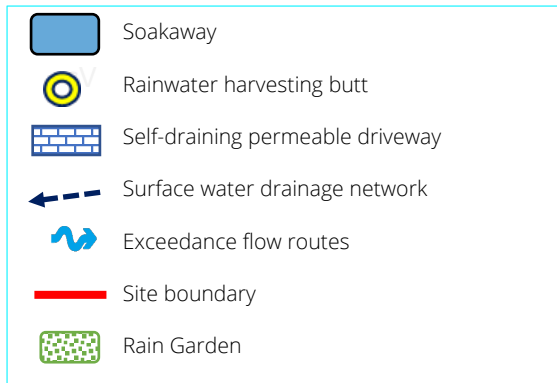 Soakaway
Rainwater harvesting butt
Self-draining permeable driveway
Surface water drainage network
Exceedance flow routes
Site boundary
Rain Garden